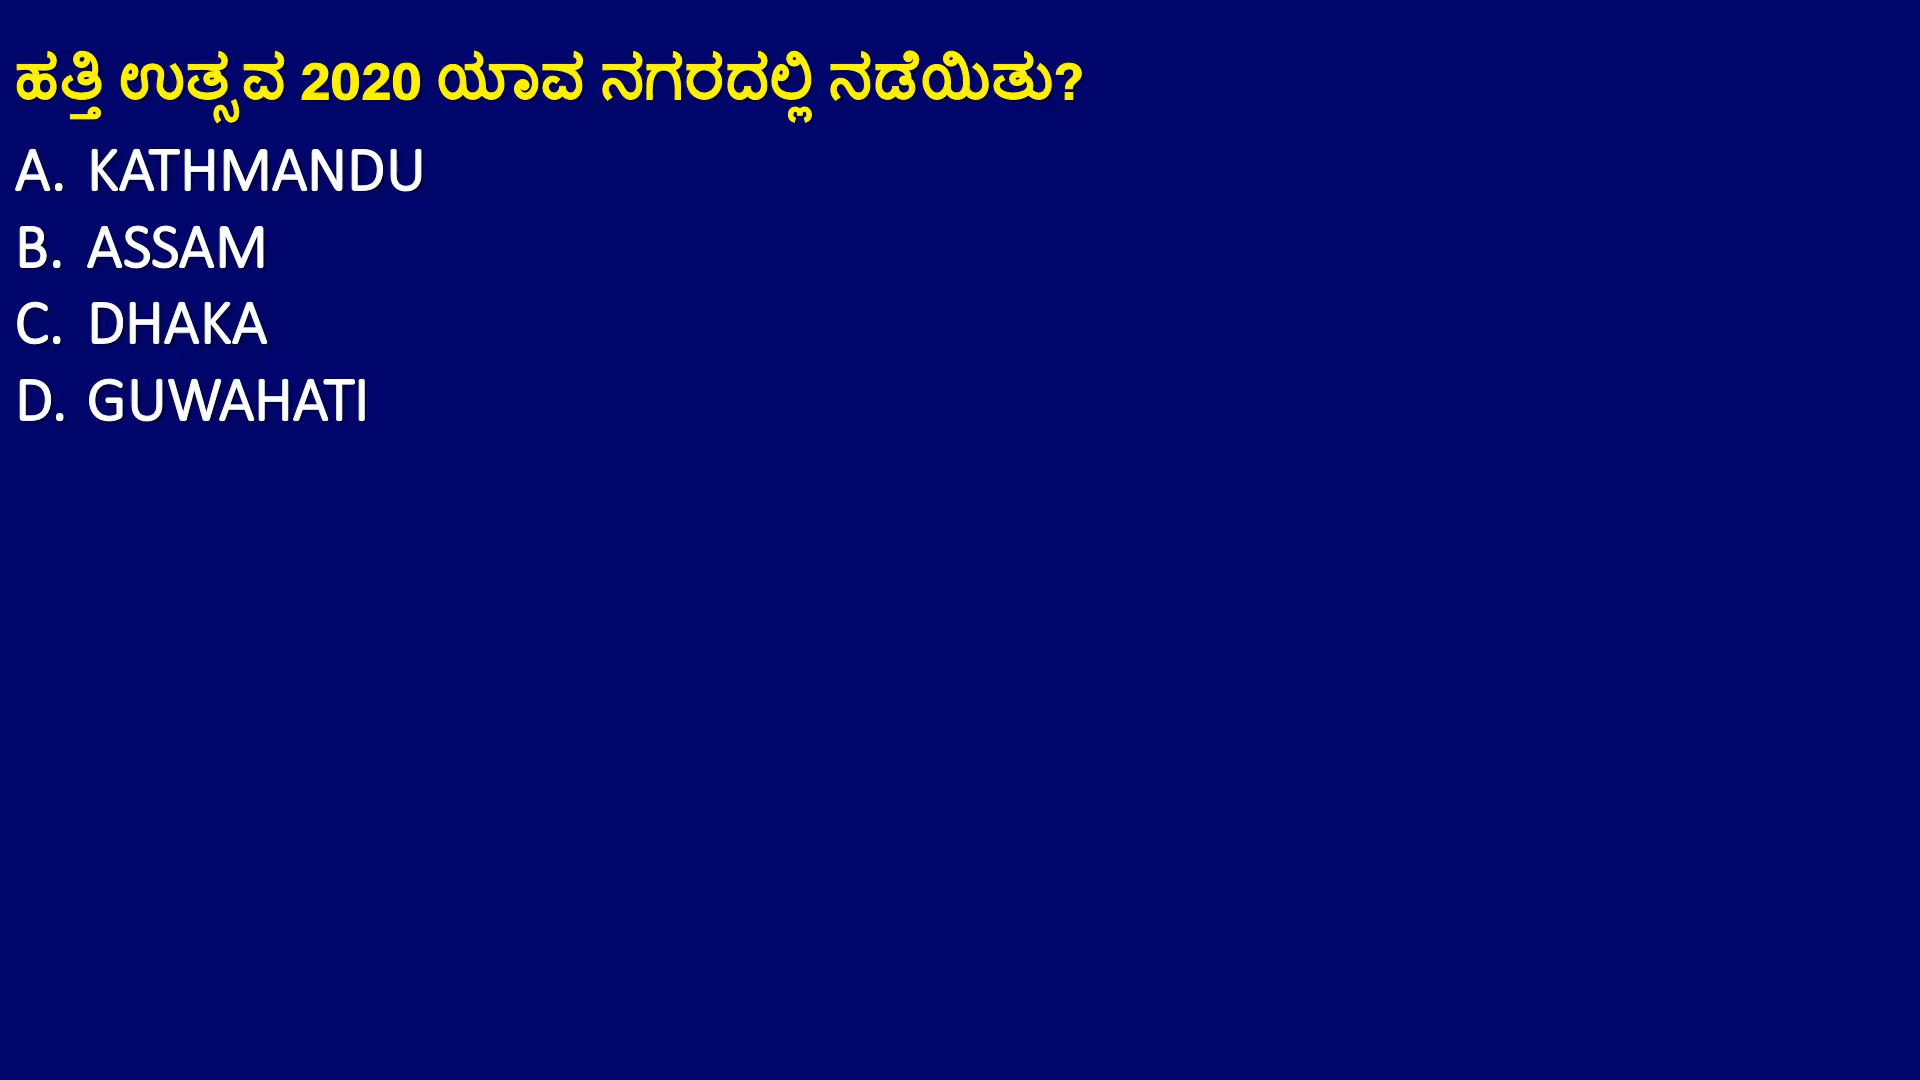 ಹತ್ತಿ ಉತ್ಸವ 2020 ಯಾವ ನಗರದಲ್ಲಿ ನಡೆಯಿತು?
A. KATHMANDU
B. ASSAM
C. DHAKA
D. GUWAHATI